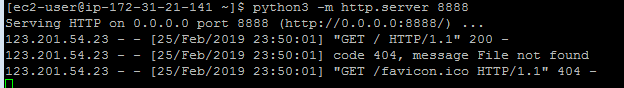 [ec2-user@ip-172-31-21-141 ~]$ python3 -m http.server 8888
Serving HTTP on 0.0.0.0 port 8888 (http://0.0.0.0:8888/) ...
123.201.54.23 - - [25/Feb/2019 23:50:01] "GET / HTTP/1.1" 200 -
123.201.54.23 - - [25/Feb/2019 23:50:01] code 404, message File not found
123.201.54.23 - - [25/Feb/2019 23:50:01] "GET /favicon.ico HTTP/1.1" 404 -